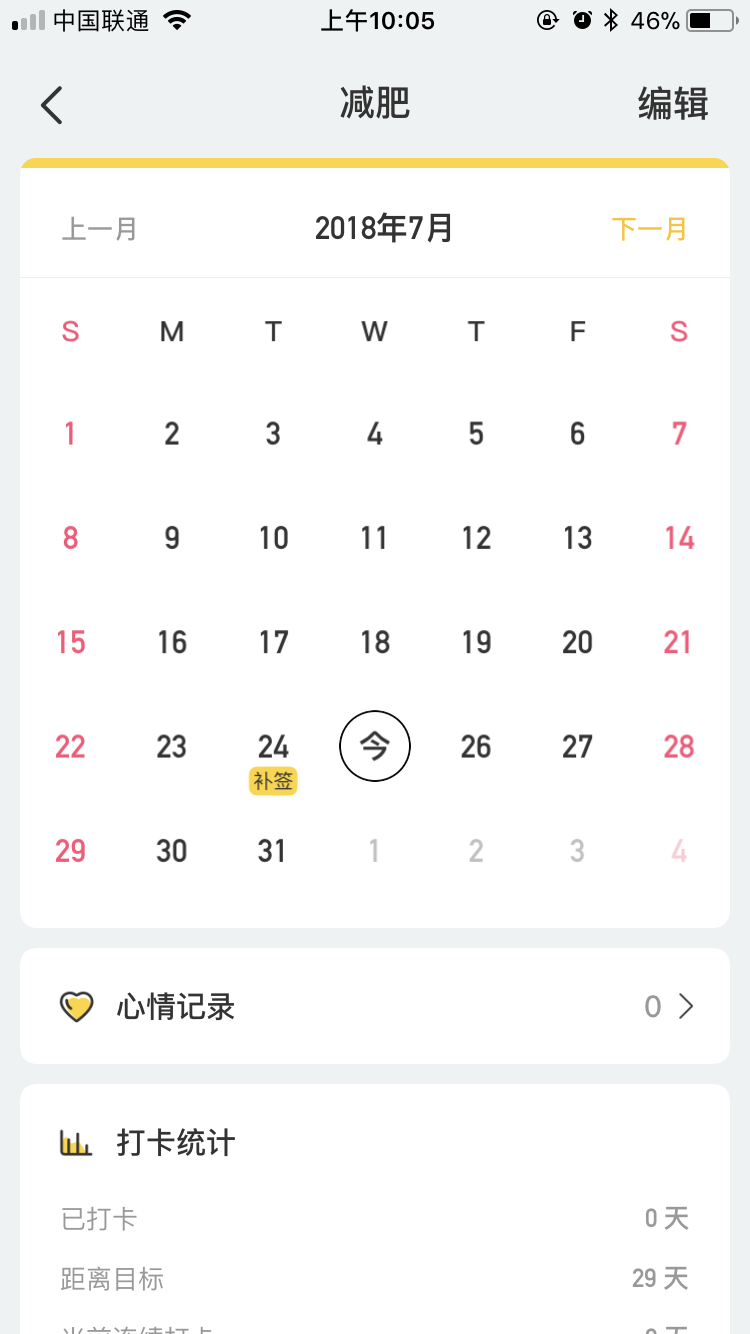 中国联通 上午10:05 46%
减肥 编辑
上一月 2018年7月 下一月
S M T W T F S
1 2 3 4 5 6 7
8 9 10 11 12 13 14
15 16 17 18 19 20 21
22 23 24 今 26 27 28
补签
29 30 31 1 2 3 4
心情记录 0
打卡统计
已打卡 0 天
距离目标 29 天